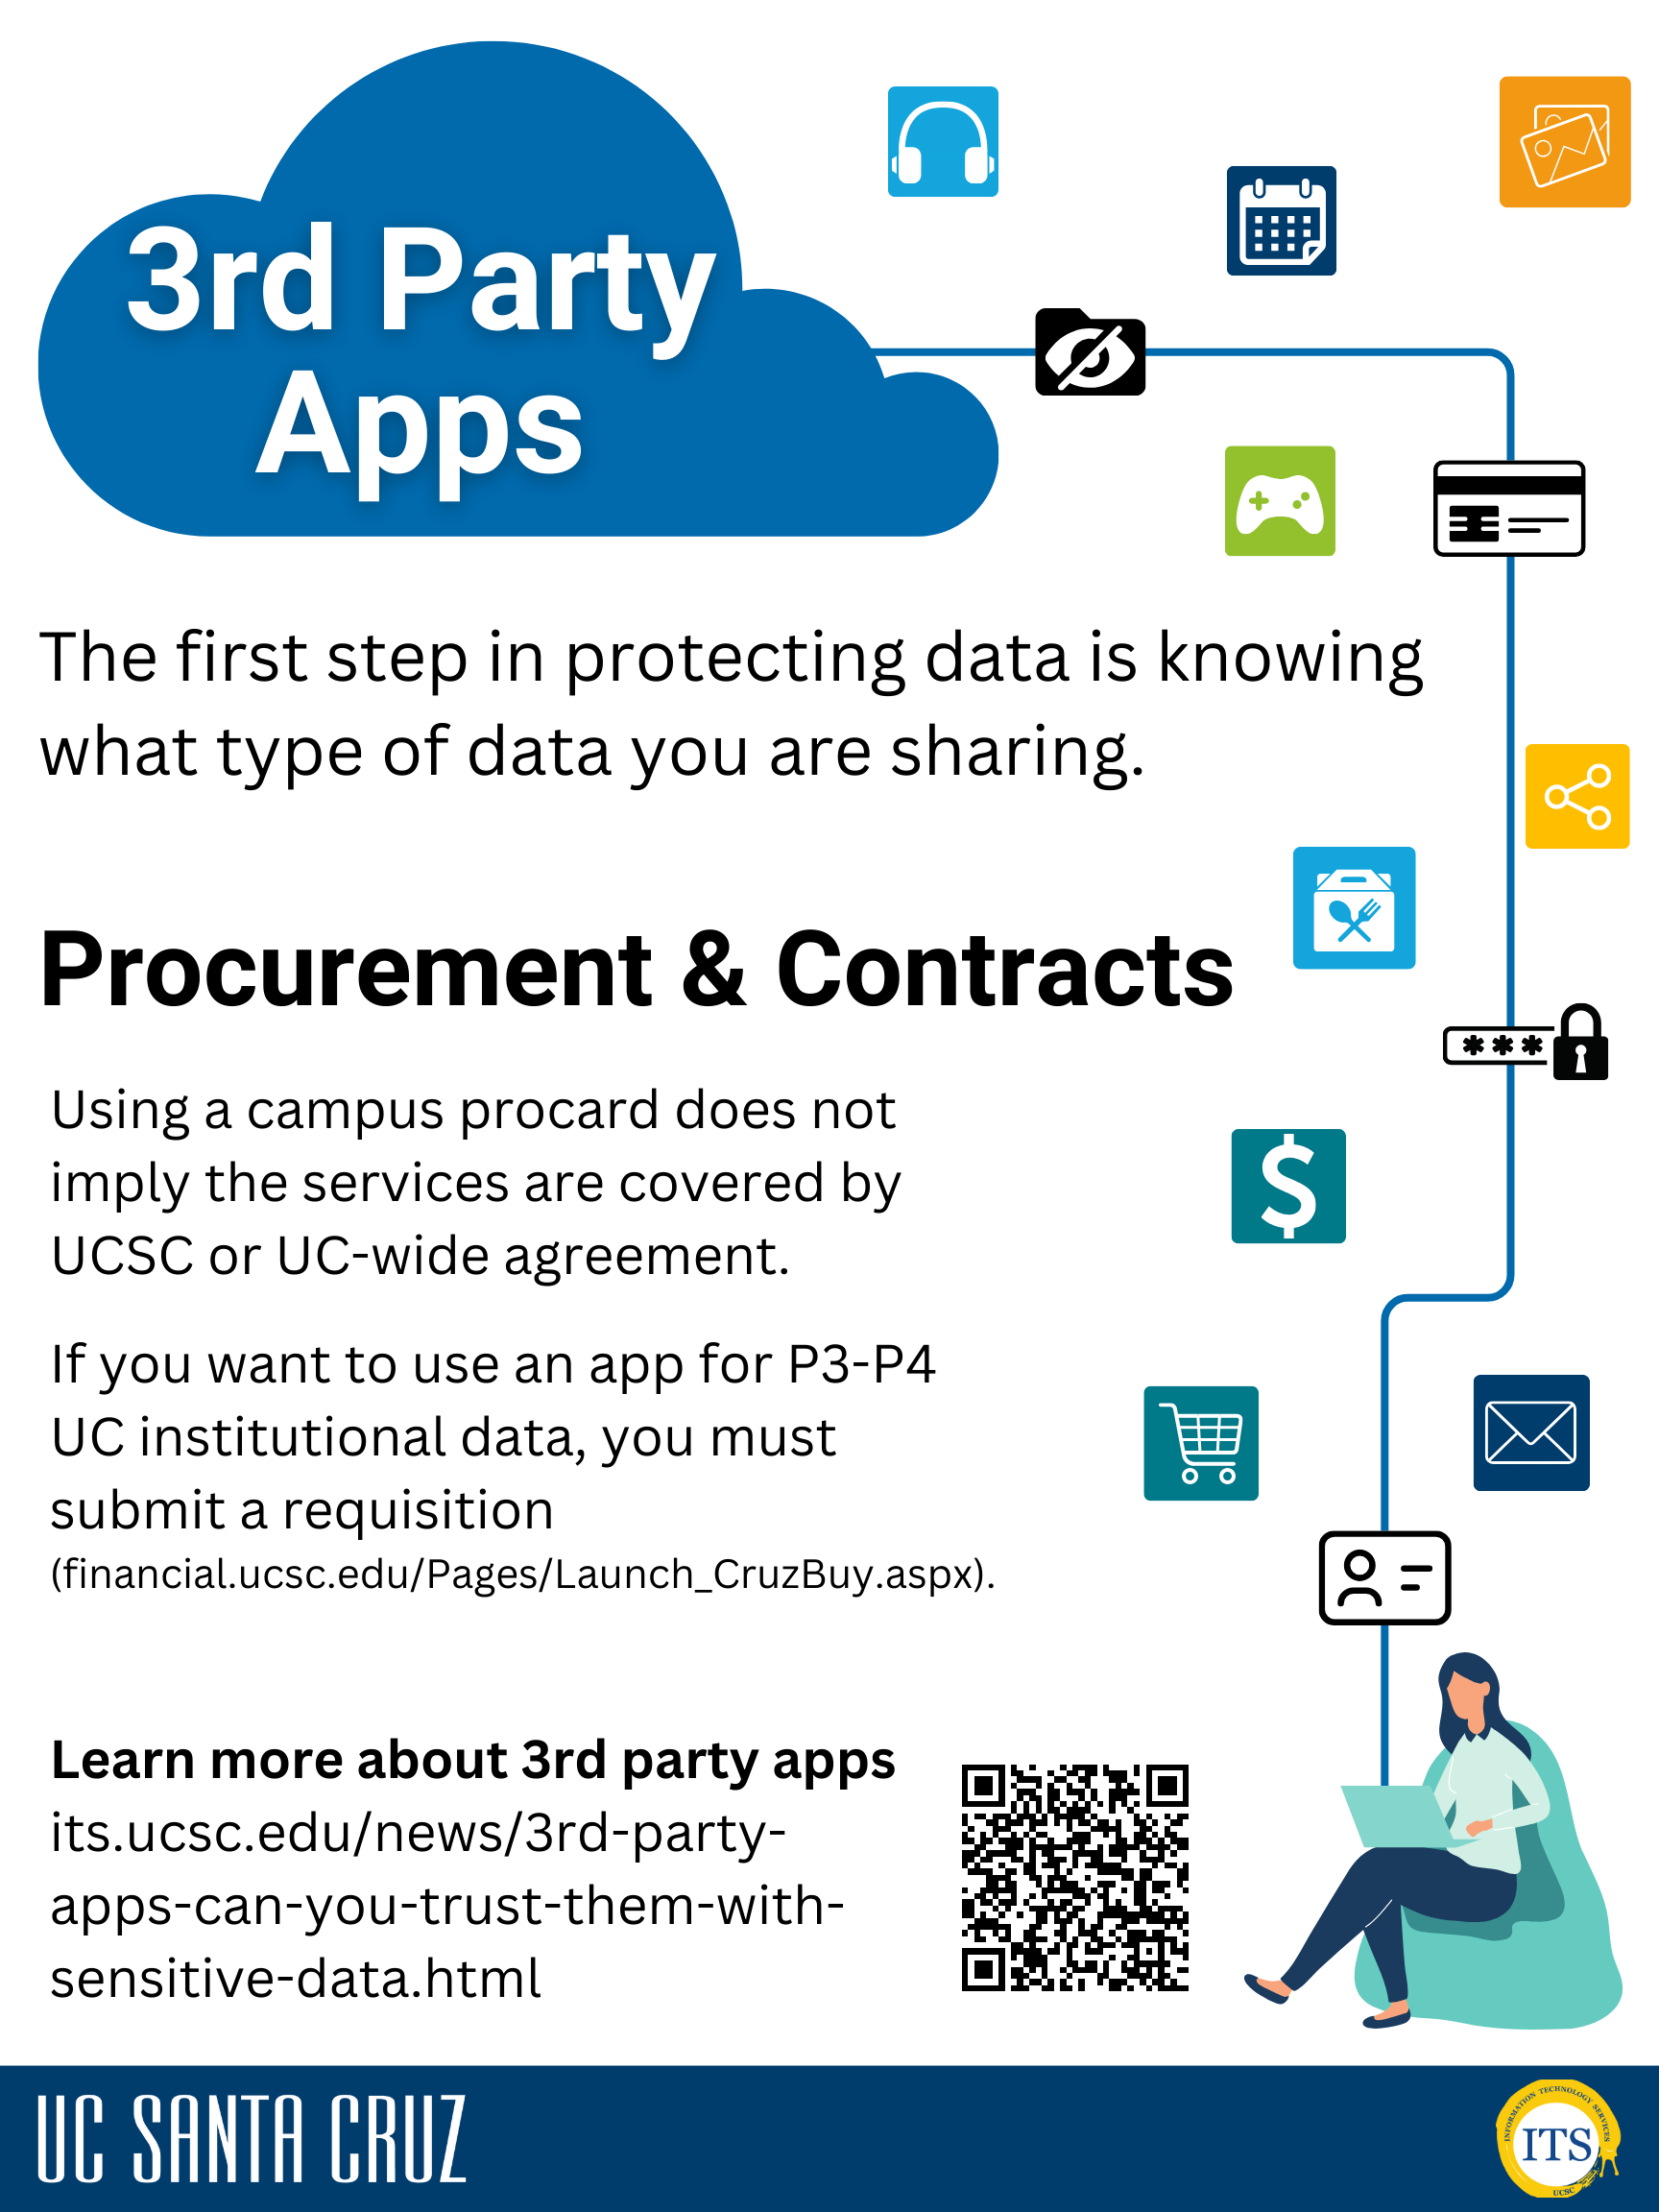 3rd Party
Apps
The first step in protecting data is knowing
what type of data you are sharing.
Procurement & Contracts
Using a campus procard does not
imply the services are covered by
UCSC or UC-wide agreement.
If you want to use an app for P3-P4
UC institutional data, you must
submit a requisition
(financial.ucsc.edu/Pages/Launch_CruzBuy.aspx).
Learn more about 3rd party apps
its.ucsc.edu/news/3rd-party-
apps-can-you-trust-them-with-
sensitive-data.html
UC SANTA CRUZ
INFORMATION TECHNOLOGY SERVICES
ITS
UCSC